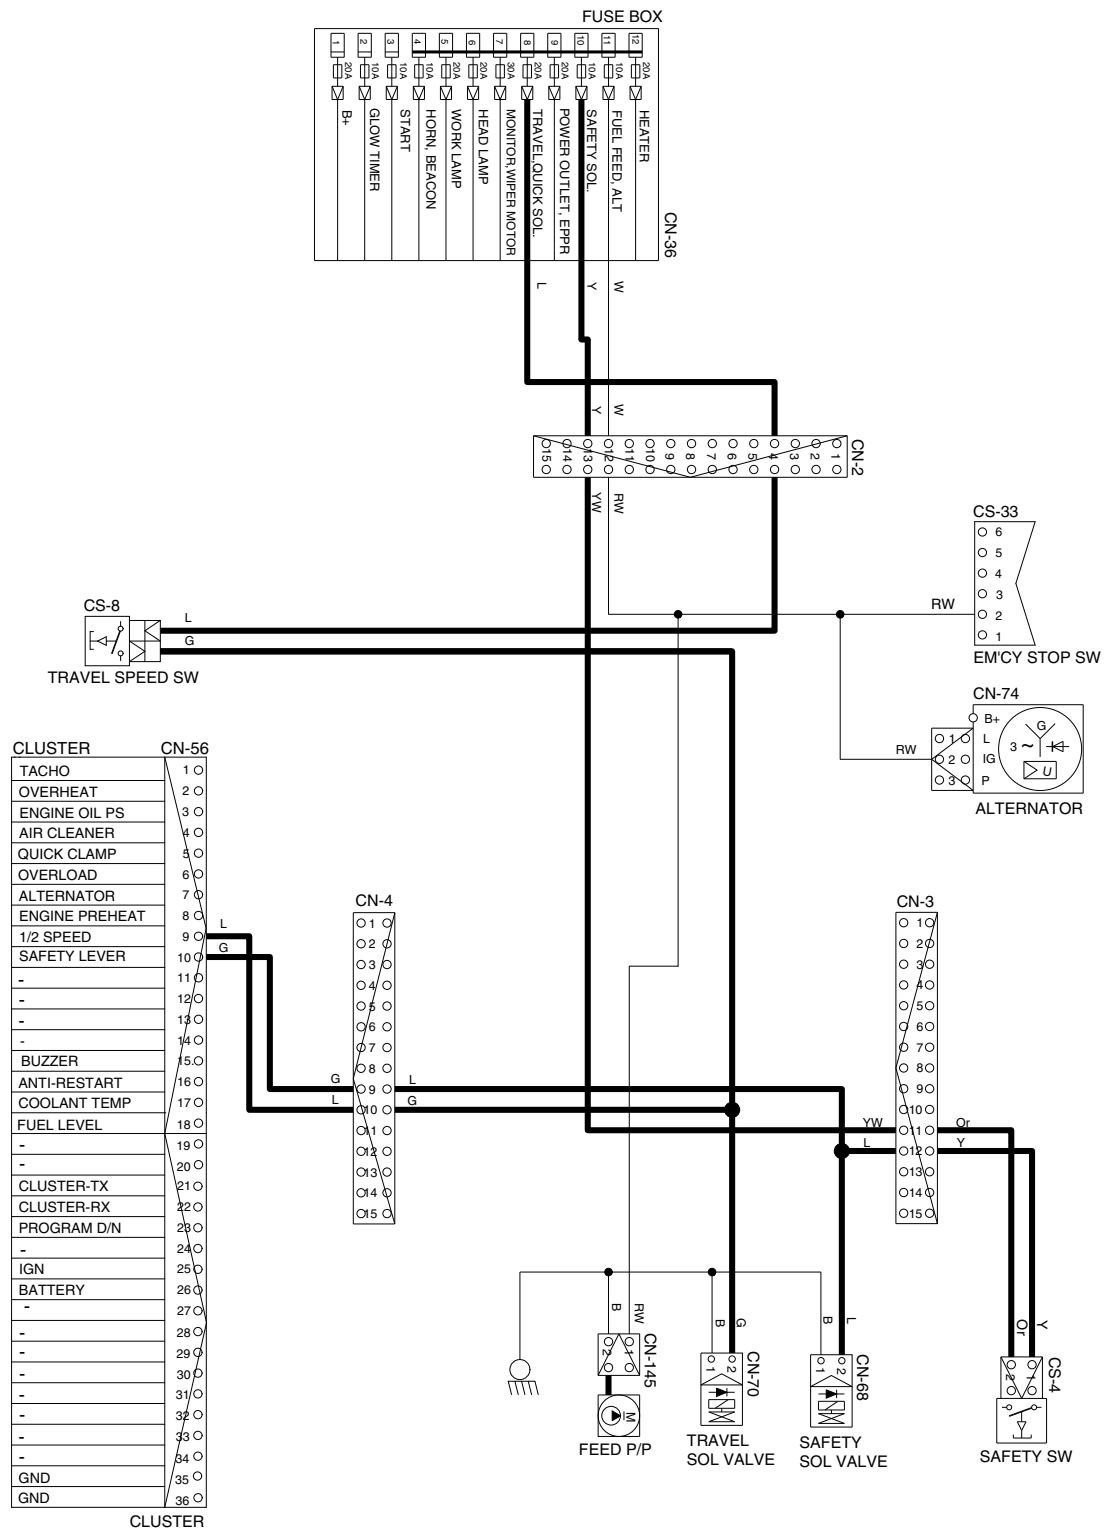 FUSE BOX
1 2 3 4 5 6 7 8 9 10 11 12
20A 10A 10A 10A 20A 20A 30A 20A 20A 10A 10A 20A
B+
GLOW TIMER
START
HORN, BEACON
WORK LAMP
HEAD LAMP
MONITOR,WIPER MOTOR
TRAVEL,QUICK SOL.
POWER OUTLET, EPPR
SAFETY SOL.
FUEL FEED, ALT
HEATER
CN-36
L Y W
Y W
CN-2
15 14 13 12 11 10 9 8 7 6 5 4 3 2 1
YW RW
CS-33
6
5
4
3
RW 2
1
EM'CY STOP SW
CS-8
L
G
TRAVEL SPEED SW
CN-74
B+
1 L
RW 2 IG
3 P
G
3 ~
U
ALTERNATOR
CLUSTER CN-56
TACHO 1
OVERHEAT 2
ENGINE OIL PS 3
AIR CLEANER 4
QUICK CLAMP 5
OVERLOAD 6
ALTERNATOR 7
ENGINE PREHEAT 8
1/2 SPEED 9 L
SAFETY LEVER 10 G
- 11
- 12
- 13
- 14
BUZZER 15
ANTI-RESTART 16
COOLANT TEMP 17
FUEL LEVEL 18
- 19
- 20
CLUSTER-TX 21
CLUSTER-RX 22
PROGRAM D/N 23
- 24
IGN 25
BATTERY 26
- 27
- 28
- 29
- 30
- 31
- 32
- 33
- 34
GND 35
GND 36
CLUSTER
CN-4
1
2
3
4
5
6
7
8
G 9 L
L 10 G
11
12
13
14
15
CN-3
1
2
3
4
5
6
7
8
9
10
YW 11 Or
L 12 Y
13
14
15
B RW
2 1
CN-145
M
FEED P/P
B G
1 2
CN-70
TRAVEL
SOL VALVE
B L
1 2
CN-68
SAFETY
SOL VALVE
Or Y
2 1
CS-4
SAFETY SW